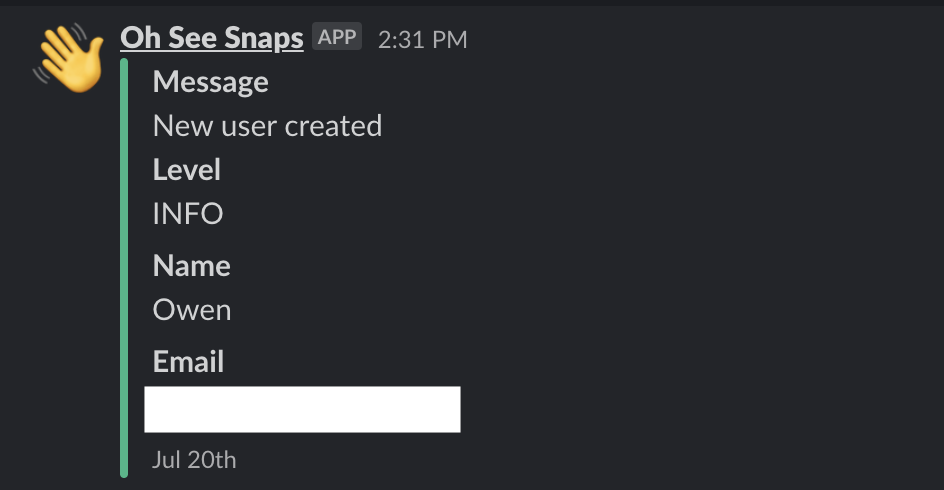 Oh See Snaps APP 2:31 PM
Message
New user created
Level
INFO
Name
Owen
Email
Jul 20th